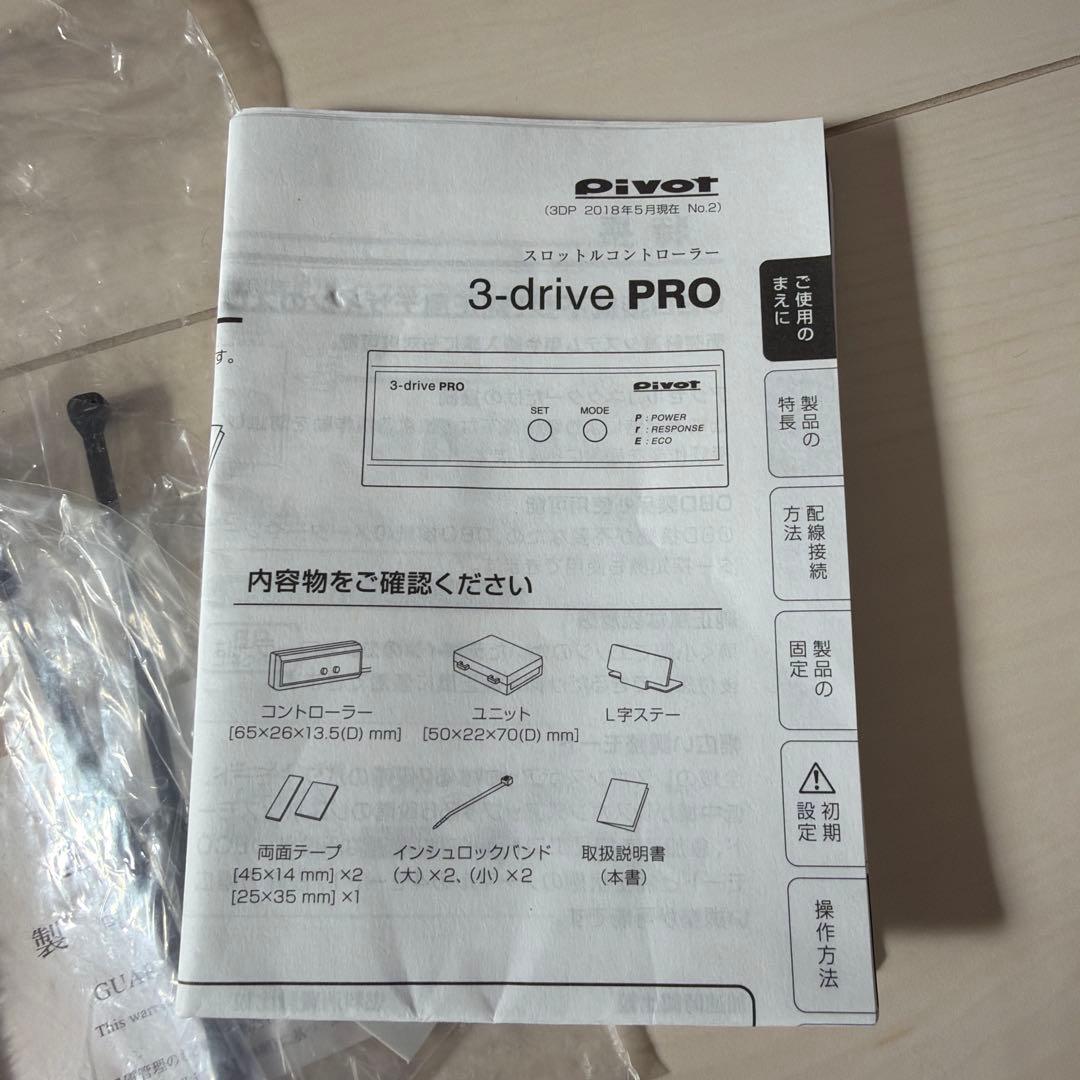 pivot
(3DP 2018年5月現在 No.2)
スロットルコントローラー
3-drive PRO
3-drive PRO
pivot
SET
MODE
P : POWER
r : RESPONSE
E : ECO
内容物をご確認ください
コントローラー
[65×26×13.5(D) mm]
ユニット
[50×22×70(D) mm]
L字ステー
両面テープ
[45×14 mm] ×2
[25×35 mm] ×1
インシュロックバンド
(大) ×2、(小) ×2
取扱説明書
(本書)
ご使用の
まえに
製品の
特長
配線接続
方法
製品の
固定
初期
設定
操作方法
す。
製
This
管理の